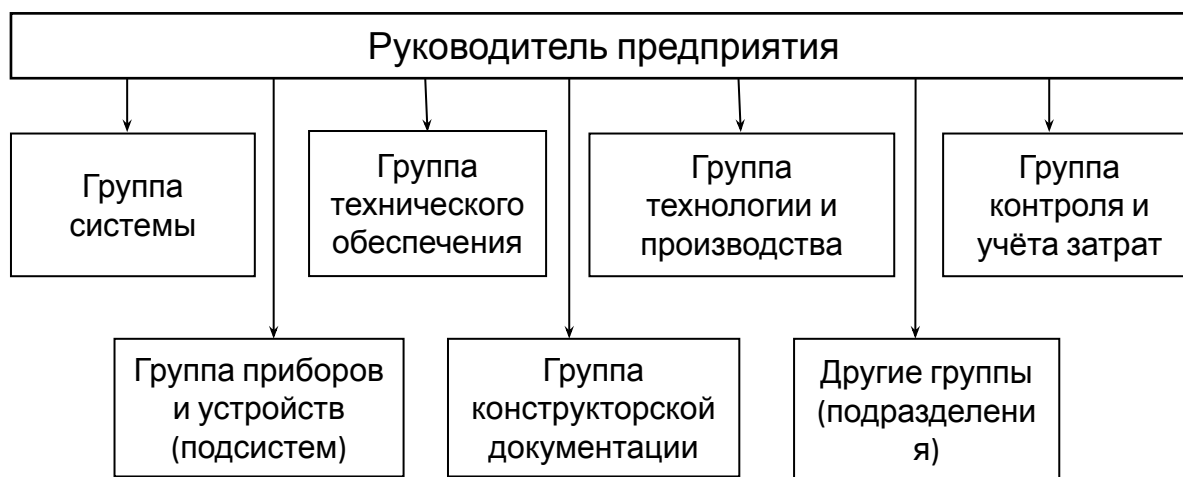 Руководитель предприятия
Группа
системы
Группа
технического
обеспечения
Группа
технологии и
производства
Группа
контроля и
учёта затрат
Группа приборов
и устройств
(подсистем)
Группа
конструкторской
документации
Другие группы
(подразделени
я)